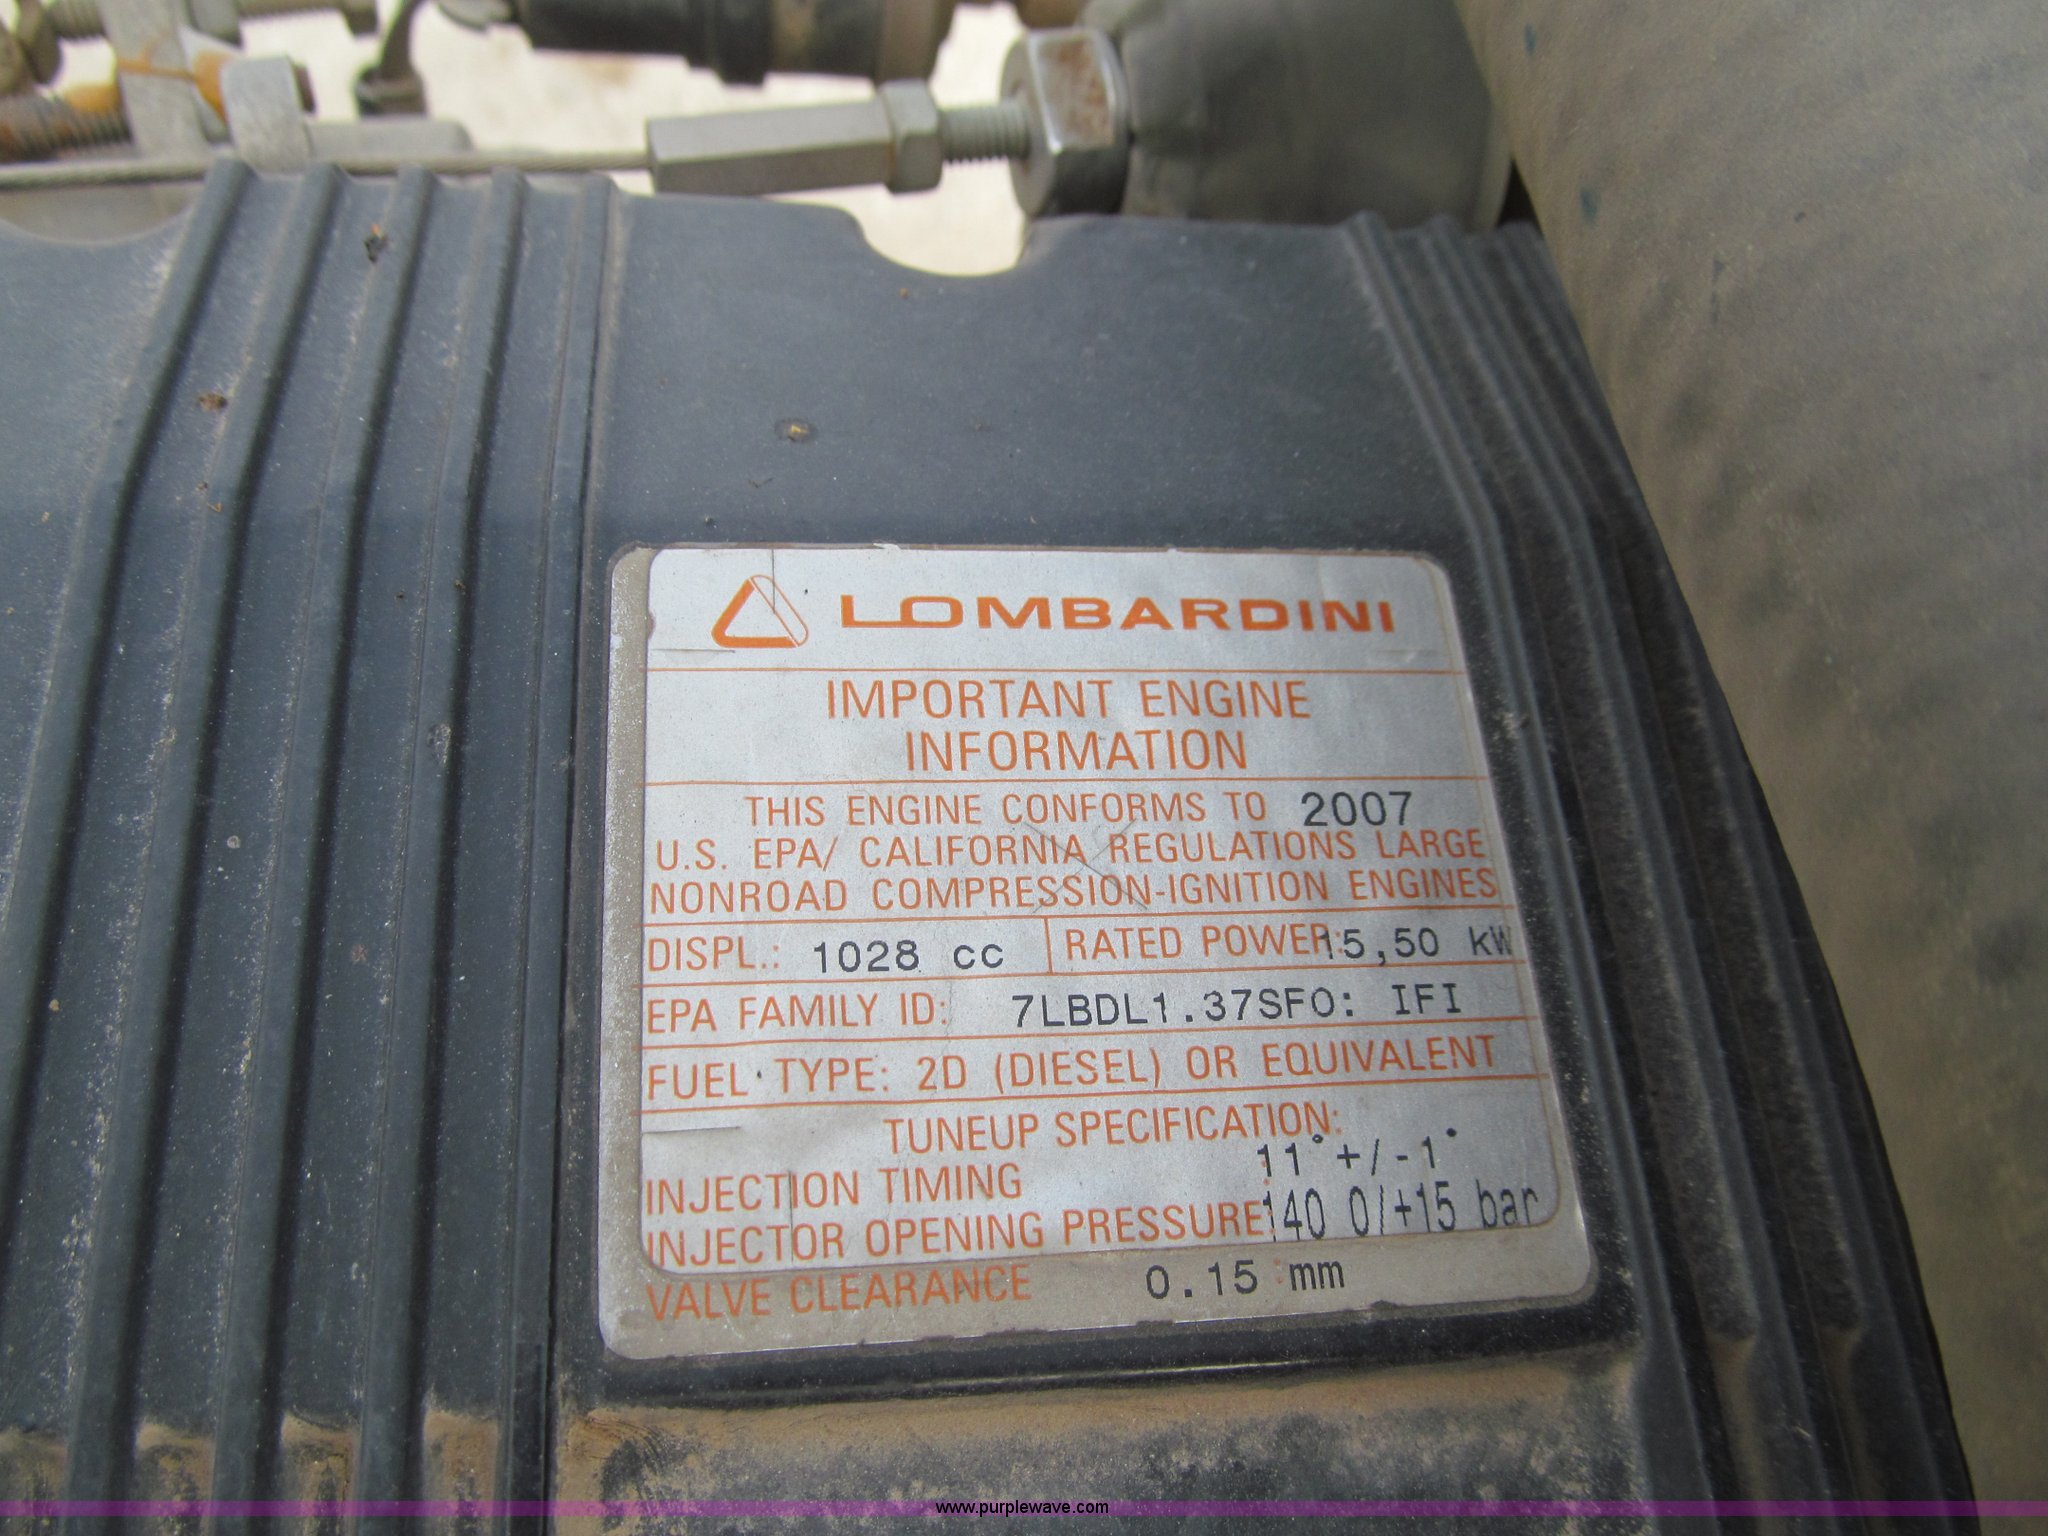 LOMBARDINI
IMPORTANT ENGINE
INFORMATION
THIS ENGINE CONFORMS TO 2007
U.S. EPA/ CALIFORNIA REGULATIONS LARGE
NONROAD COMPRESSION-IGNITION ENGINES
DISPL.: 1028 cc RATED POWER: 15,50 kW
EPA FAMILY ID: 7LBDL1.37SFO: IFI
FUEL TYPE: 2D (DIESEL) OR EQUIVALENT
TUNEUP SPECIFICATION:
INJECTION TIMING : 11° +/-1°
INJECTOR OPENING PRESSURE: 140 0/+15 bar
VALVE CLEARANCE 0.15 : mm
www.purplewave.com